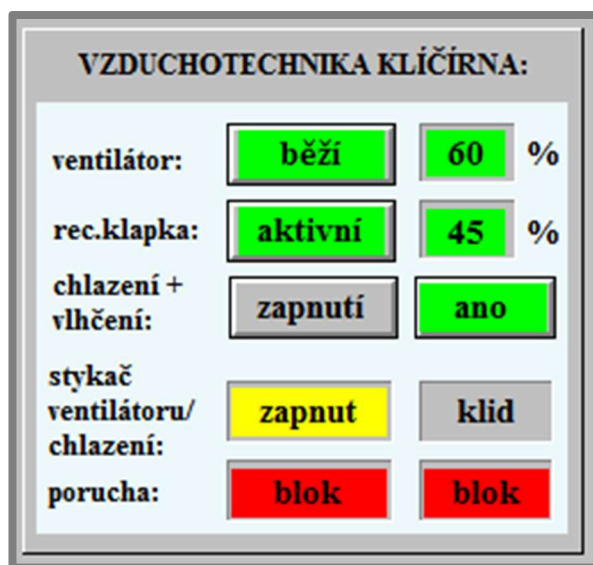 VZDUCHOTECHNIKA KLÍČÍRNA:
ventilátor: běží 60 %
rec.klapka: aktivní 45 %
chlazení +
vlhčení: zapnutí ano
stykač
ventilátoru/ zapnut klid
chlazení:
porucha: blok blok